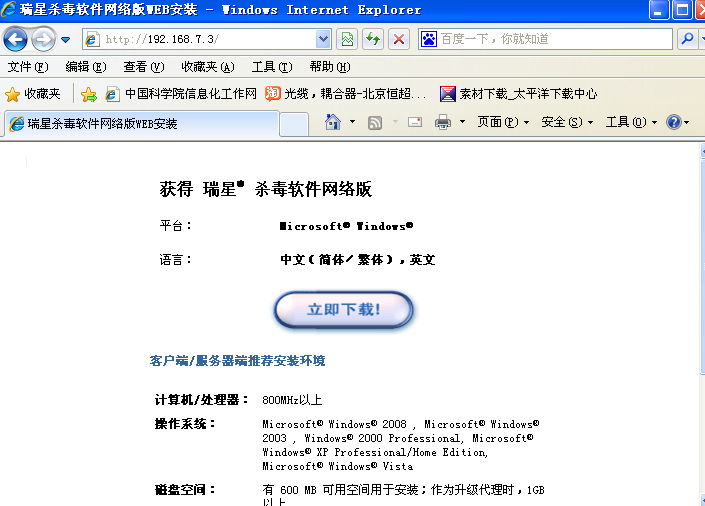 瑞星杀毒软件网络版WEB安装 - Windows Internet Explorer
http://192.168.7.3/
百度一下，你就知道
文件(F) 编辑(E) 查看(V) 收藏夹(A) 工具(T) 帮助(H)
收藏夹 中国科学院信息化工作网 淘 光缆，耦合器-北京恒超... 素材下载_太平洋下载中心
瑞星杀毒软件网络版WEB安装 页面(P) 安全(S) 工具(O)
获得 瑞星® 杀毒软件网络版
平台： Microsoft® Windows®
语言： 中文(简体/繁体)，英文
立即下载!
客户端/服务器端推荐安装环境
计算机/处理器： 800MHz以上
操作系统： Microsoft® Windows® 2008 , Microsoft® Windows®
2003 , Windows® 2000 Professional, Microsoft®
Windows® XP Professional/Home Edition,
Microsoft® Windows® Vista
磁盘空间： 有 600 MB 可用空间用于安装；作为升级代理时，1GB
以上